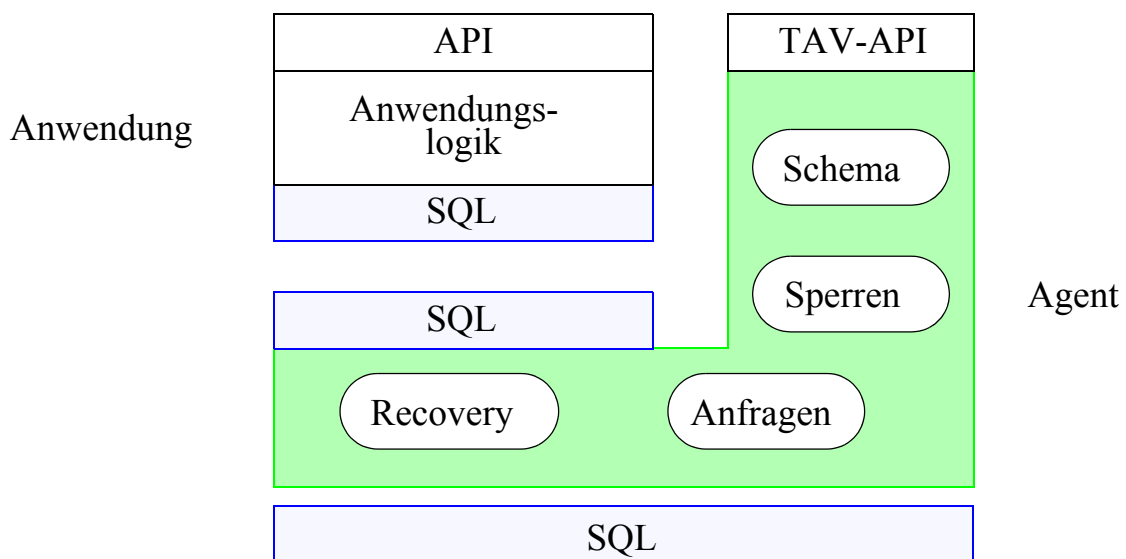 API
TAV-API
Anwendung
Anwendungs-
logik
Schema
SQL
Sperren
Agent
SQL
Recovery
Anfragen
SQL